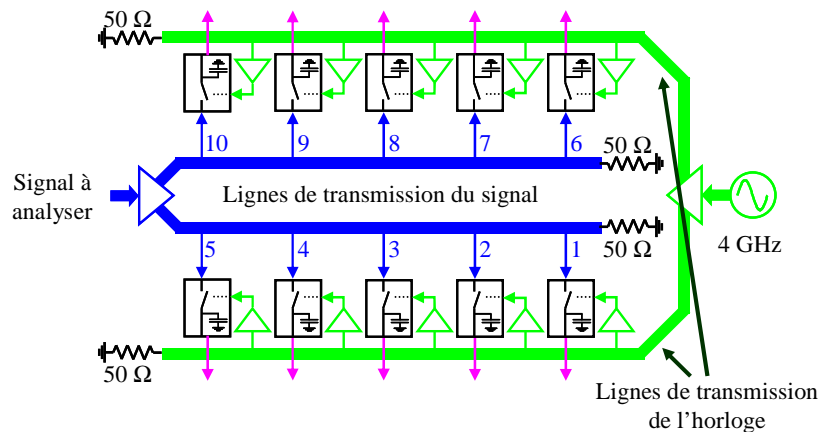 50 Ω
10 9 8 7 6
50 Ω
Signal à
analyser
Lignes de transmission du signal
4 GHz
50 Ω
5 4 3 2 1
50 Ω
Lignes de transmission
de l’horloge